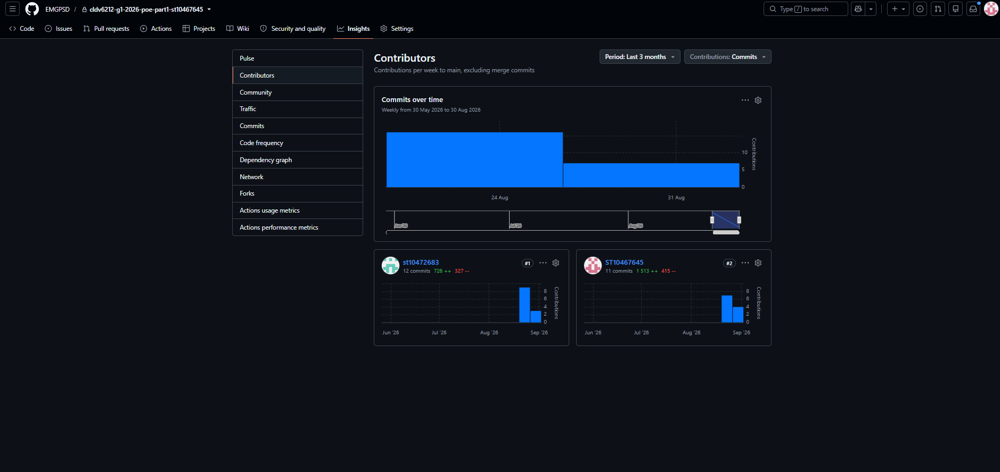 EMGPSD / cldv6212-g1-2026-poe-part1-st10467645
Type / to search
Code Issues Pull requests Actions Projects Wiki Security and quality Insights Settings
Pulse
Contributors
Community
Traffic
Commits
Code frequency
Dependency graph
Network
Forks
Actions usage metrics
Actions performance metrics
Contributors
Contributions per week to main, excluding merge commits
Period: Last 3 months
Contributions: Commits
Commits over time
Weekly from 30 May 2026 to 30 Aug 2026
10
5
0
Contributions
24 Aug 31 Aug
Jun '26 Jul '26 Aug '26
st10472683
#1
12 commits 726 ++ 327 --
8
6
4
2
0
Contributions
Jun '26 Jul '26 Aug '26 Sep '26
ST10467645
#2
11 commits 1 513 ++ 415 --
8
6
4
2
0
Contributions
Jun '26 Jul '26 Aug '26 Sep '26